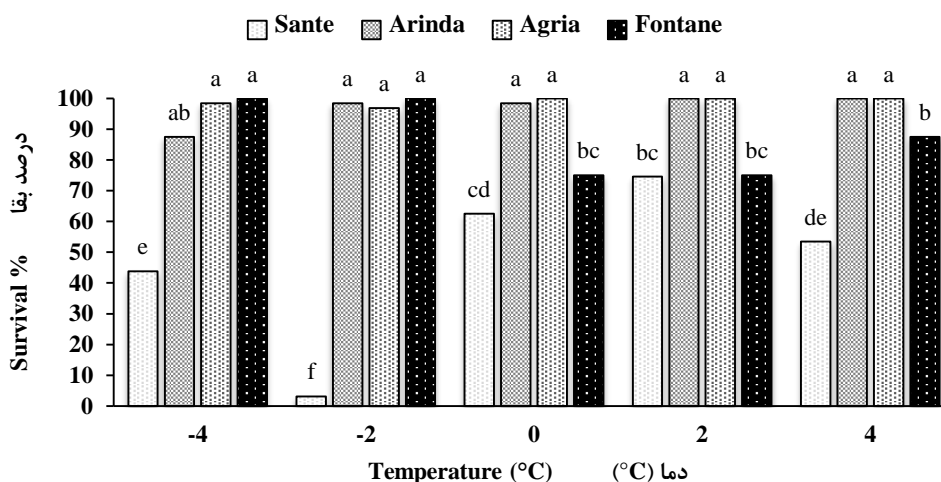 Sante Arinda Agria Fontane
a a a a a a a a a a
ab
b
bc bc bc
cd
de
e
f
100
90
80
70
60
50
40
30
20
10
0
Survival % درصد بقا
-4 -2 0 2 4
Temperature (°C) دما (°C)